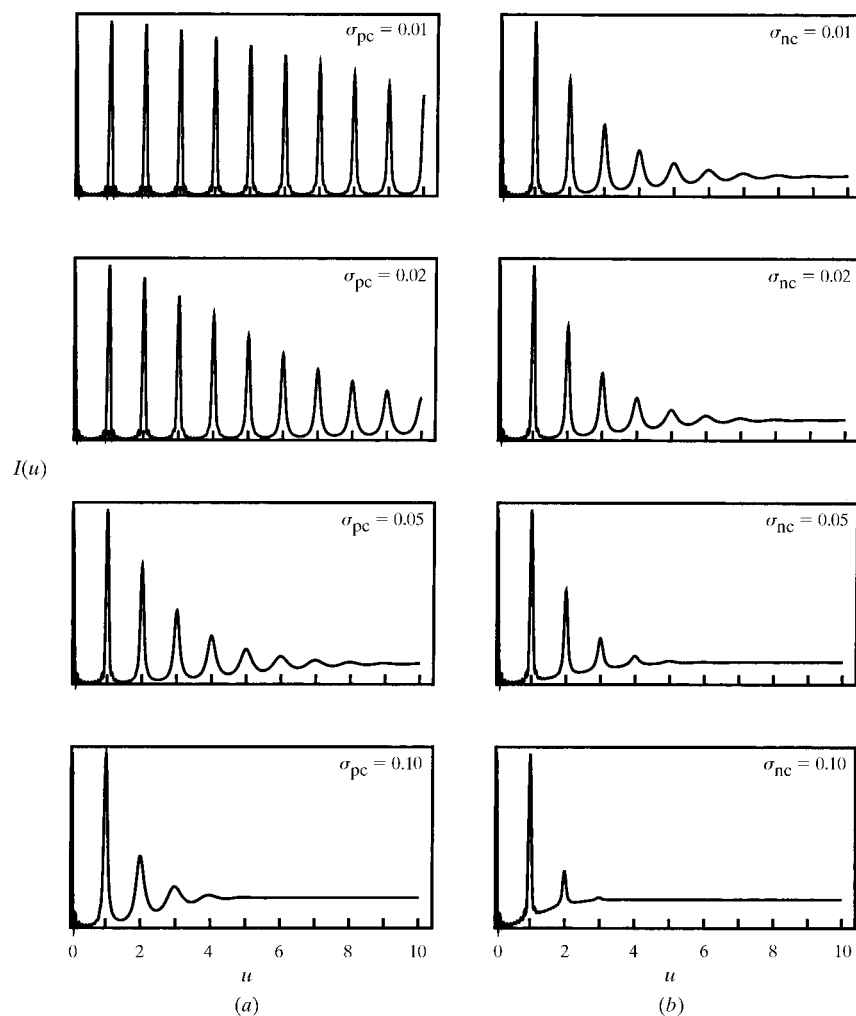 σpc = 0.01
σnc = 0.01
σpc = 0.02
σnc = 0.02
I(u)
σpc = 0.05
σnc = 0.05
σpc = 0.10
σnc = 0.10
0 2 4 6 8 10
0 2 4 6 8 10
u
u
(a)
(b)